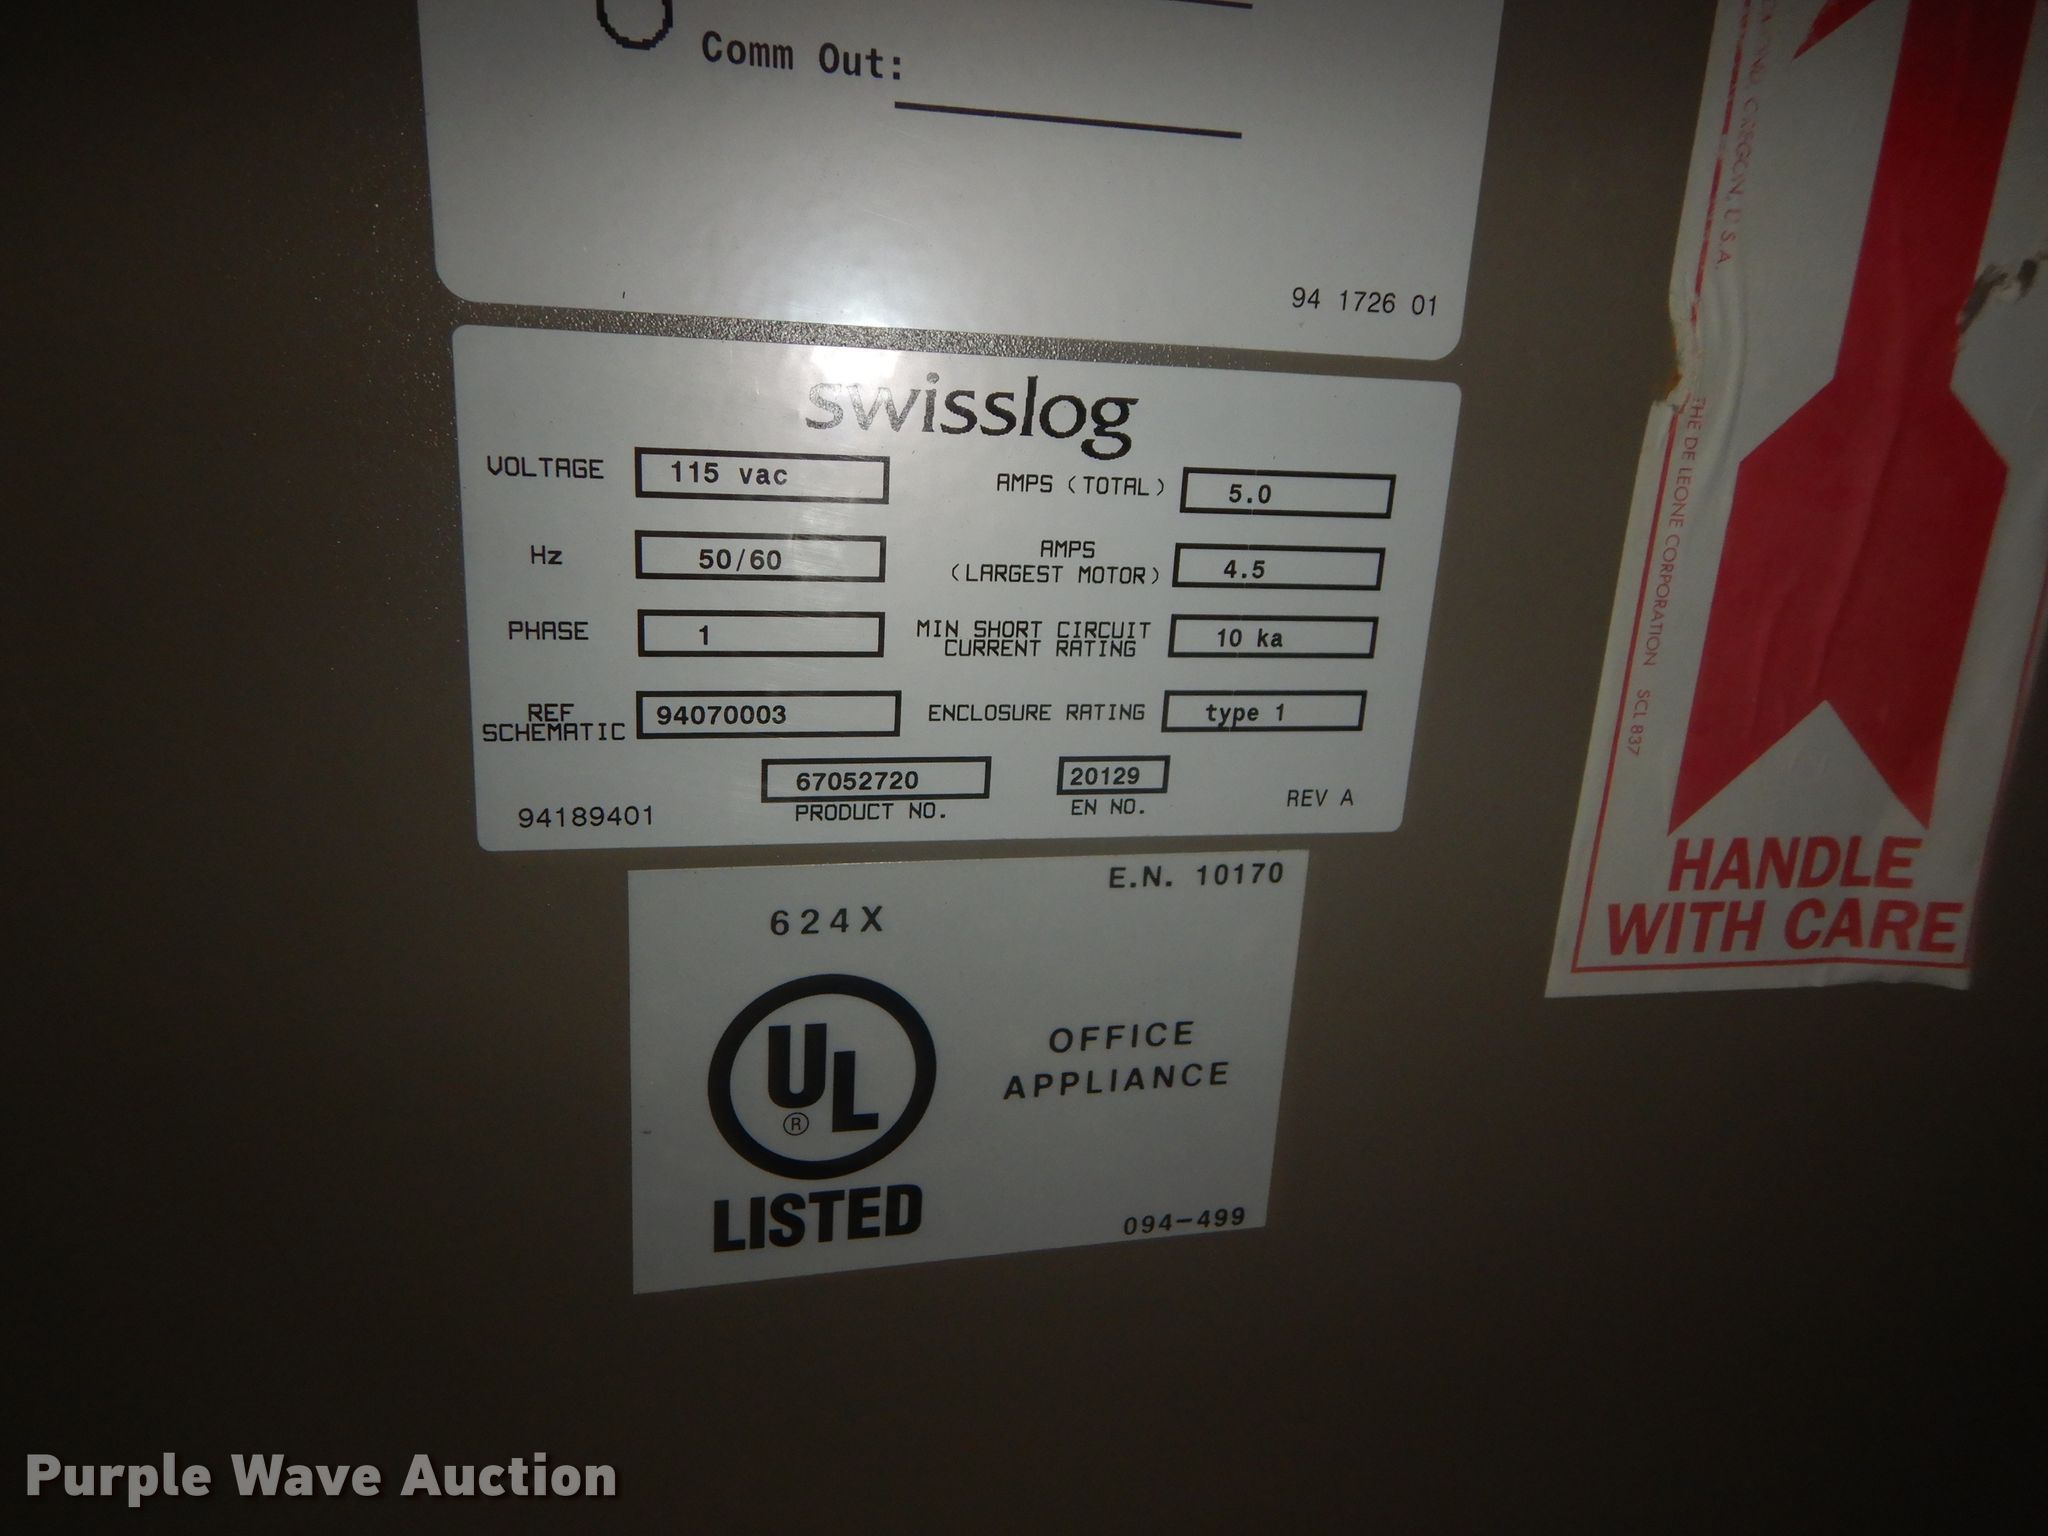 Comm Out:
94 1726 01
swisslog
VOLTAGE 115 vac
AMPS (TOTAL) 5.0
Hz 50/60
AMPS
(LARGEST MOTOR) 4.5
PHASE 1
MIN SHORT CIRCUIT
CURRENT RATING 10 ka
REF
SCHEMATIC 94070003
ENCLOSURE RATING type 1
67052720
PRODUCT NO.
20129
EN NO.
94189401
REV A
E.N. 10170
624X
UL
®
LISTED
OFFICE
APPLIANCE
094-499
U.S.A.
THE DE LEONE CORPORATION SCL 837
HANDLE
WITH CARE
Purple Wave Auction